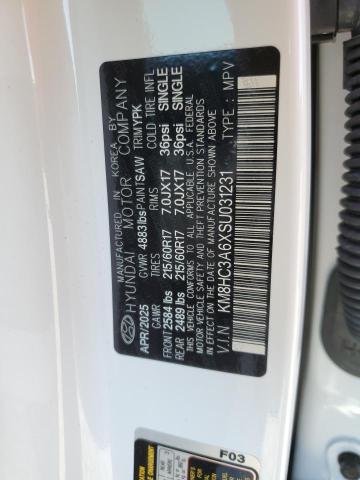 MANUFACTURED IN KOREA BY
HYUNDAI MOTOR COMPANY
APR/2025 GVWR 4883lbs PAINT SAW TRIM YPK
GAWR TIRES RIMS COLD TIRE INFL
FRONT 2584 lbs 215/60R17 7.0JX17 36psi SINGLE
REAR 2489 lbs 215/60R17 7.0JX17 36psi SINGLE
THIS VEHICLE CONFORMS TO ALL APPLICABLE U.S.A. FEDERAL
MOTOR VEHICLE SAFETY AND THEFT PREVENTION STANDARDS
IN EFFECT ON THE DATE OF MANUFACTURE SHOWN ABOVE.
V.I.N : KM8HC3A6XSU031231 TYPE : MPV
F03